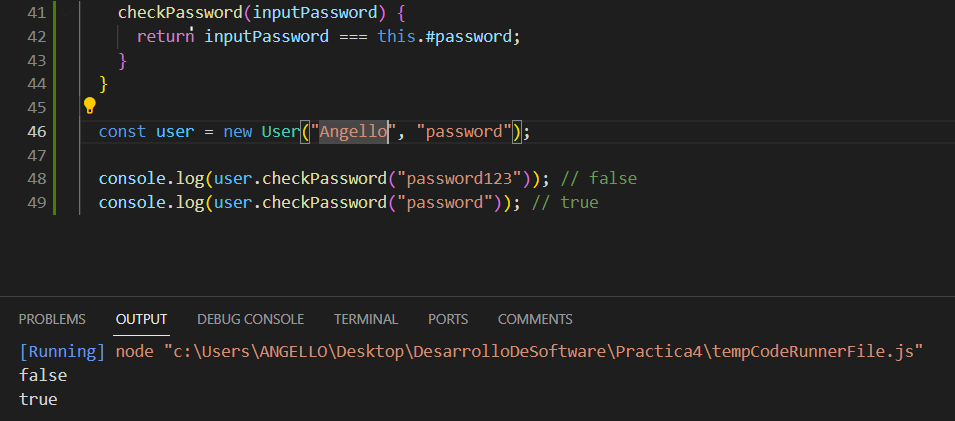 41 checkPassword(inputPassword) {
42 return inputPassword === this.#password;
43 }
44 }
45
46 const user = new User("Angello", "password");
47
48 console.log(user.checkPassword("password123")); // false
49 console.log(user.checkPassword("password")); // true
PROBLEMS OUTPUT DEBUG CONSOLE TERMINAL PORTS COMMENTS
[Running] node "c:\Users\ANGELLO\Desktop\DesarrolloDeSoftware\Practica4\tempCodeRunnerFile.js"
false
true